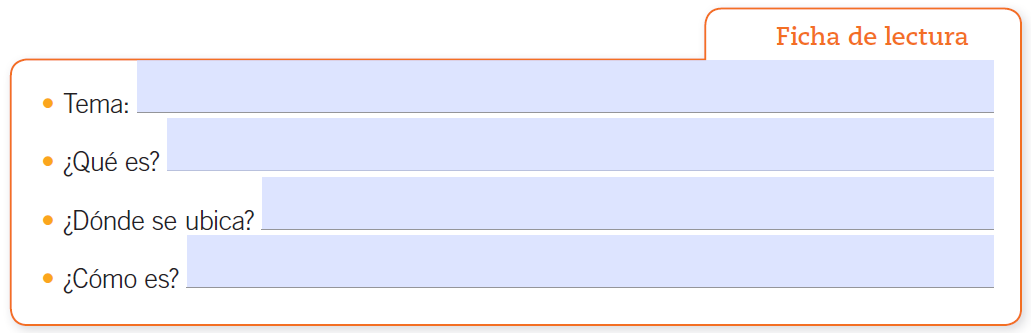 Ficha de lectura
• Tema:
• ¿Qué es?
• ¿Dónde se ubica?
• ¿Cómo es?